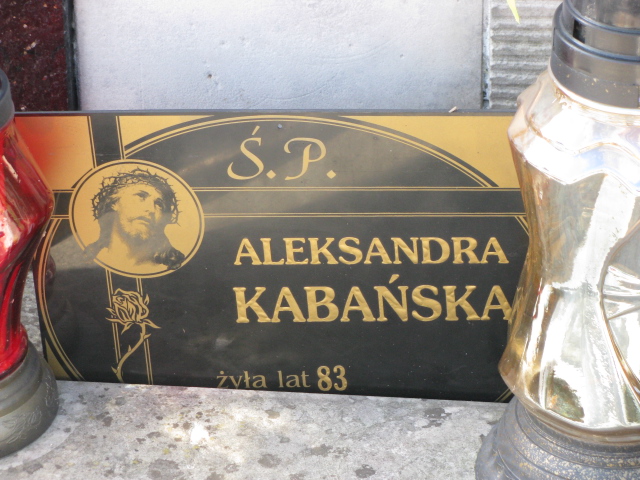 Ś.P.
ALEKSANDRA
KABAŃSKA
żyła lat 83